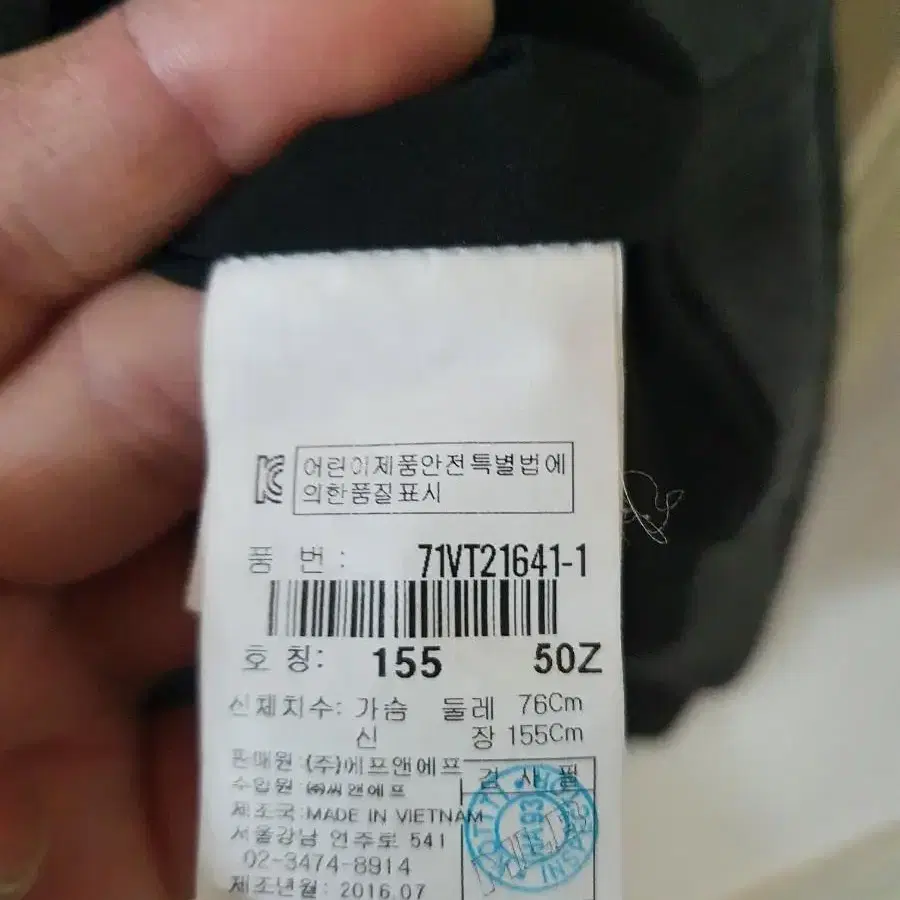 어린이제품안전특별법에
의한품질표시
품 번: 71VT21641-1
호 칭: 155 50Z
신체치수: 가슴 둘레 76Cm
신 장 155Cm
판매원:(주)에프앤에프
수입원:㈜씨앤에프
검 사 필
제조국:MADE IN VIETNAM
서울강남 언주로 541
02-3474-8914
제조년월:2016.07